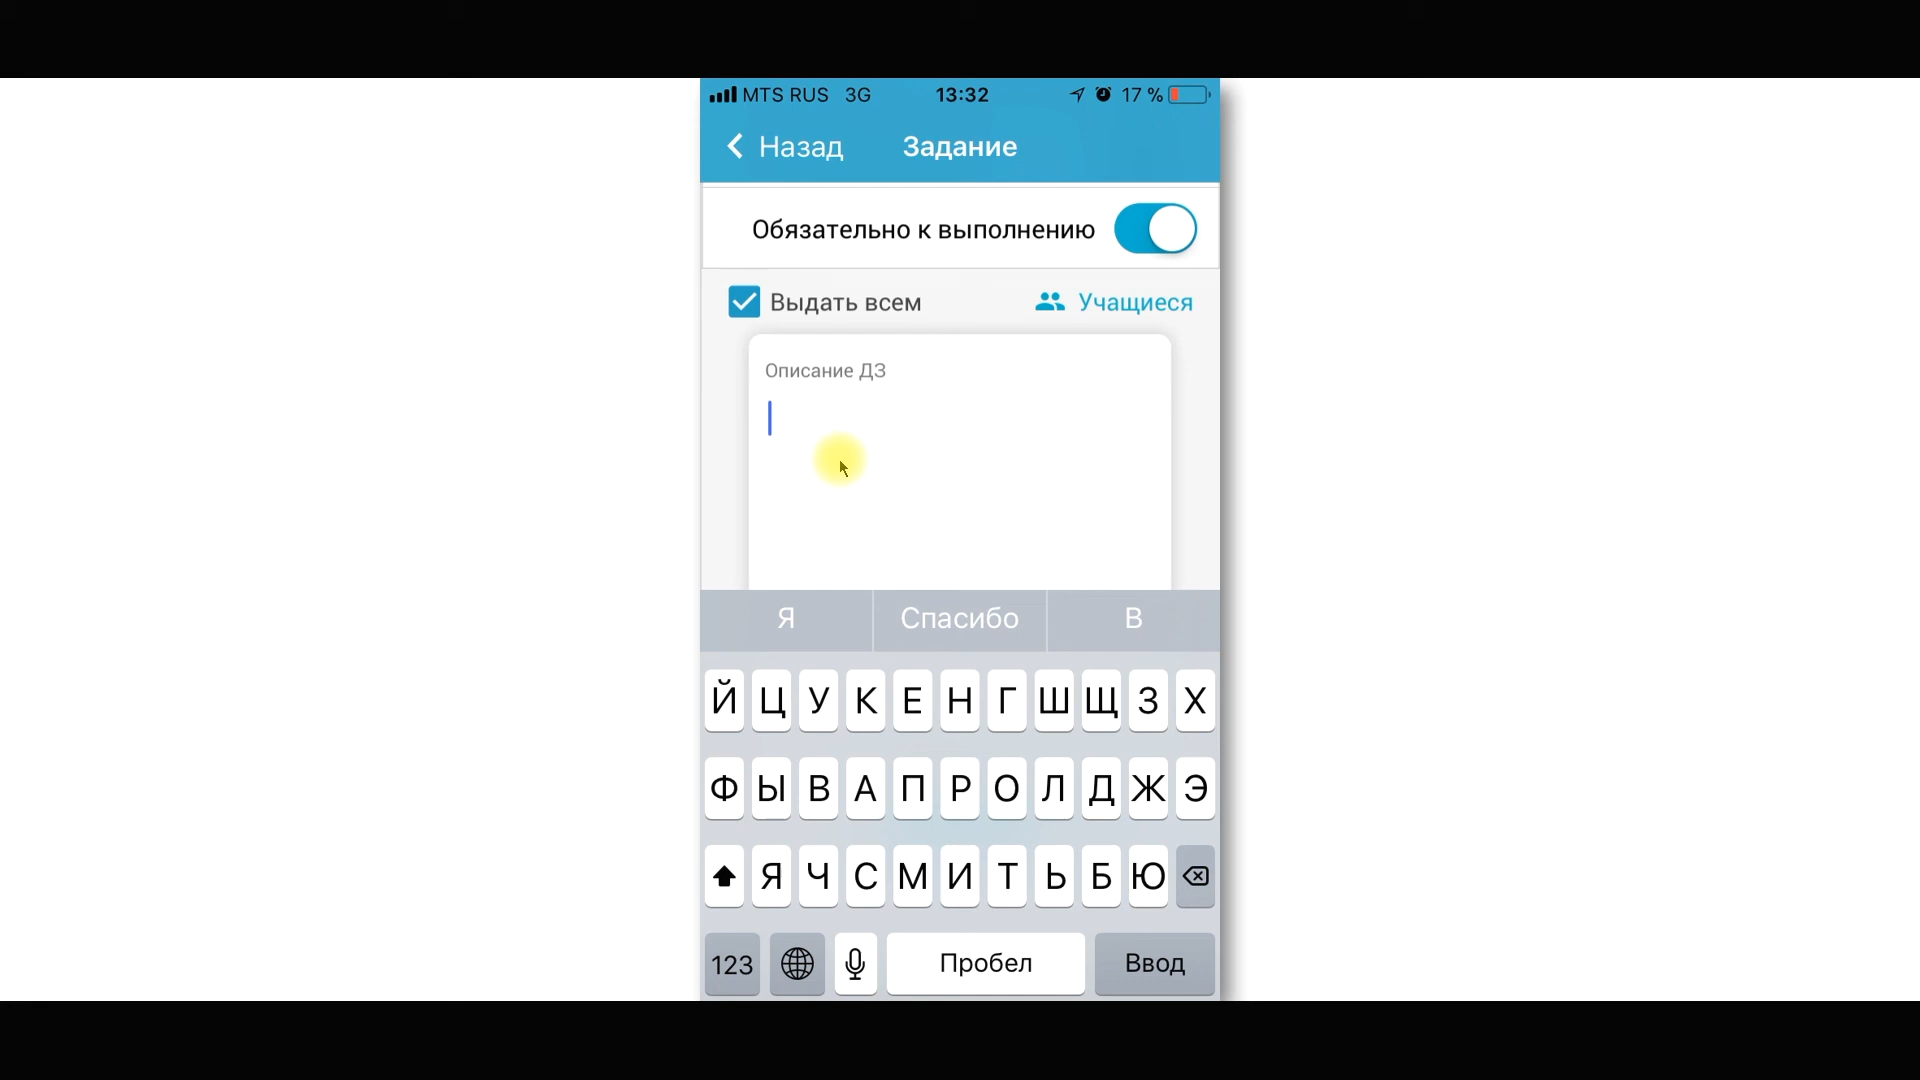 MTS RUS 3G 13:32 17 %
Назад Задание
Обязательно к выполнению
Выдать всем Учащиеся
Описание ДЗ
Я Спасибо В
Й Ц У К Е Н Г Ш Щ З Х
Ф Ы В А П Р О Л Д Ж Э
Я Ч С М И Т Ь Б Ю
123 Пробел Ввод